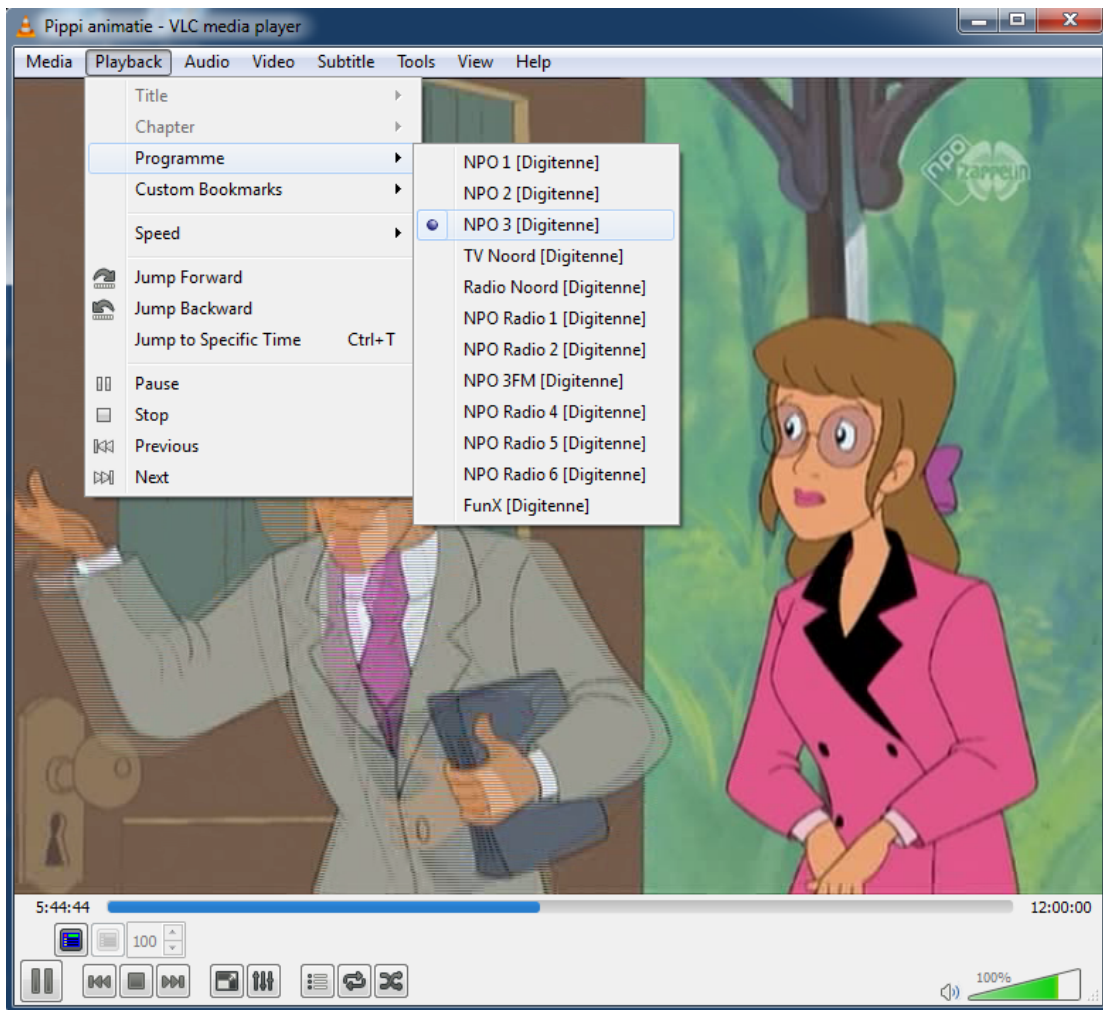 Pippi animatie - VLC media player
Media Playback Audio Video Subtitle Tools View Help
Title
Chapter
Programme
Custom Bookmarks
Speed
Jump Forward
Jump Backward
Jump to Specific Time Ctrl+T
Pause
Stop
Previous
Next
NPO 1 [Digitenne]
NPO 2 [Digitenne]
NPO 3 [Digitenne]
TV Noord [Digitenne]
Radio Noord [Digitenne]
NPO Radio 1 [Digitenne]
NPO Radio 2 [Digitenne]
NPO 3FM [Digitenne]
NPO Radio 4 [Digitenne]
NPO Radio 5 [Digitenne]
NPO Radio 6 [Digitenne]
FunX [Digitenne]
npo zappelin
5:44:44 12:00:00
100
100%